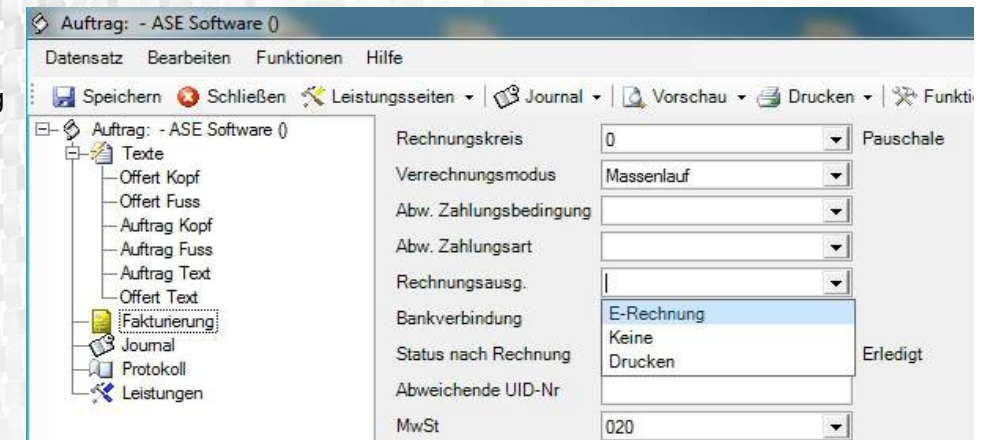 Auftrag: - ASE Software ()
Datensatz Bearbeiten Funktionen Hilfe
Speichern Schließen Leistungsseiten Journal Vorschau Drucken
g
Auftrag: - ASE Software ()
Texte
Offert Kopf
Offert Fuss
Auftrag Kopf
Auftrag Fuss
Auftrag Text
Offert Text
Fakturierung
Journal
Protokoll
Leistungen
Rechnungskreis 0 Pauschale
Verrechnungsmodus Massenlauf
Abw. Zahlungsbedingung
Abw. Zahlungsart
Rechnungsausg.
E-Rechnung
Keine
Drucken
Bankverbindung
Status nach Rechnung Erledigt
Abweichende UID-Nr
MwSt 020